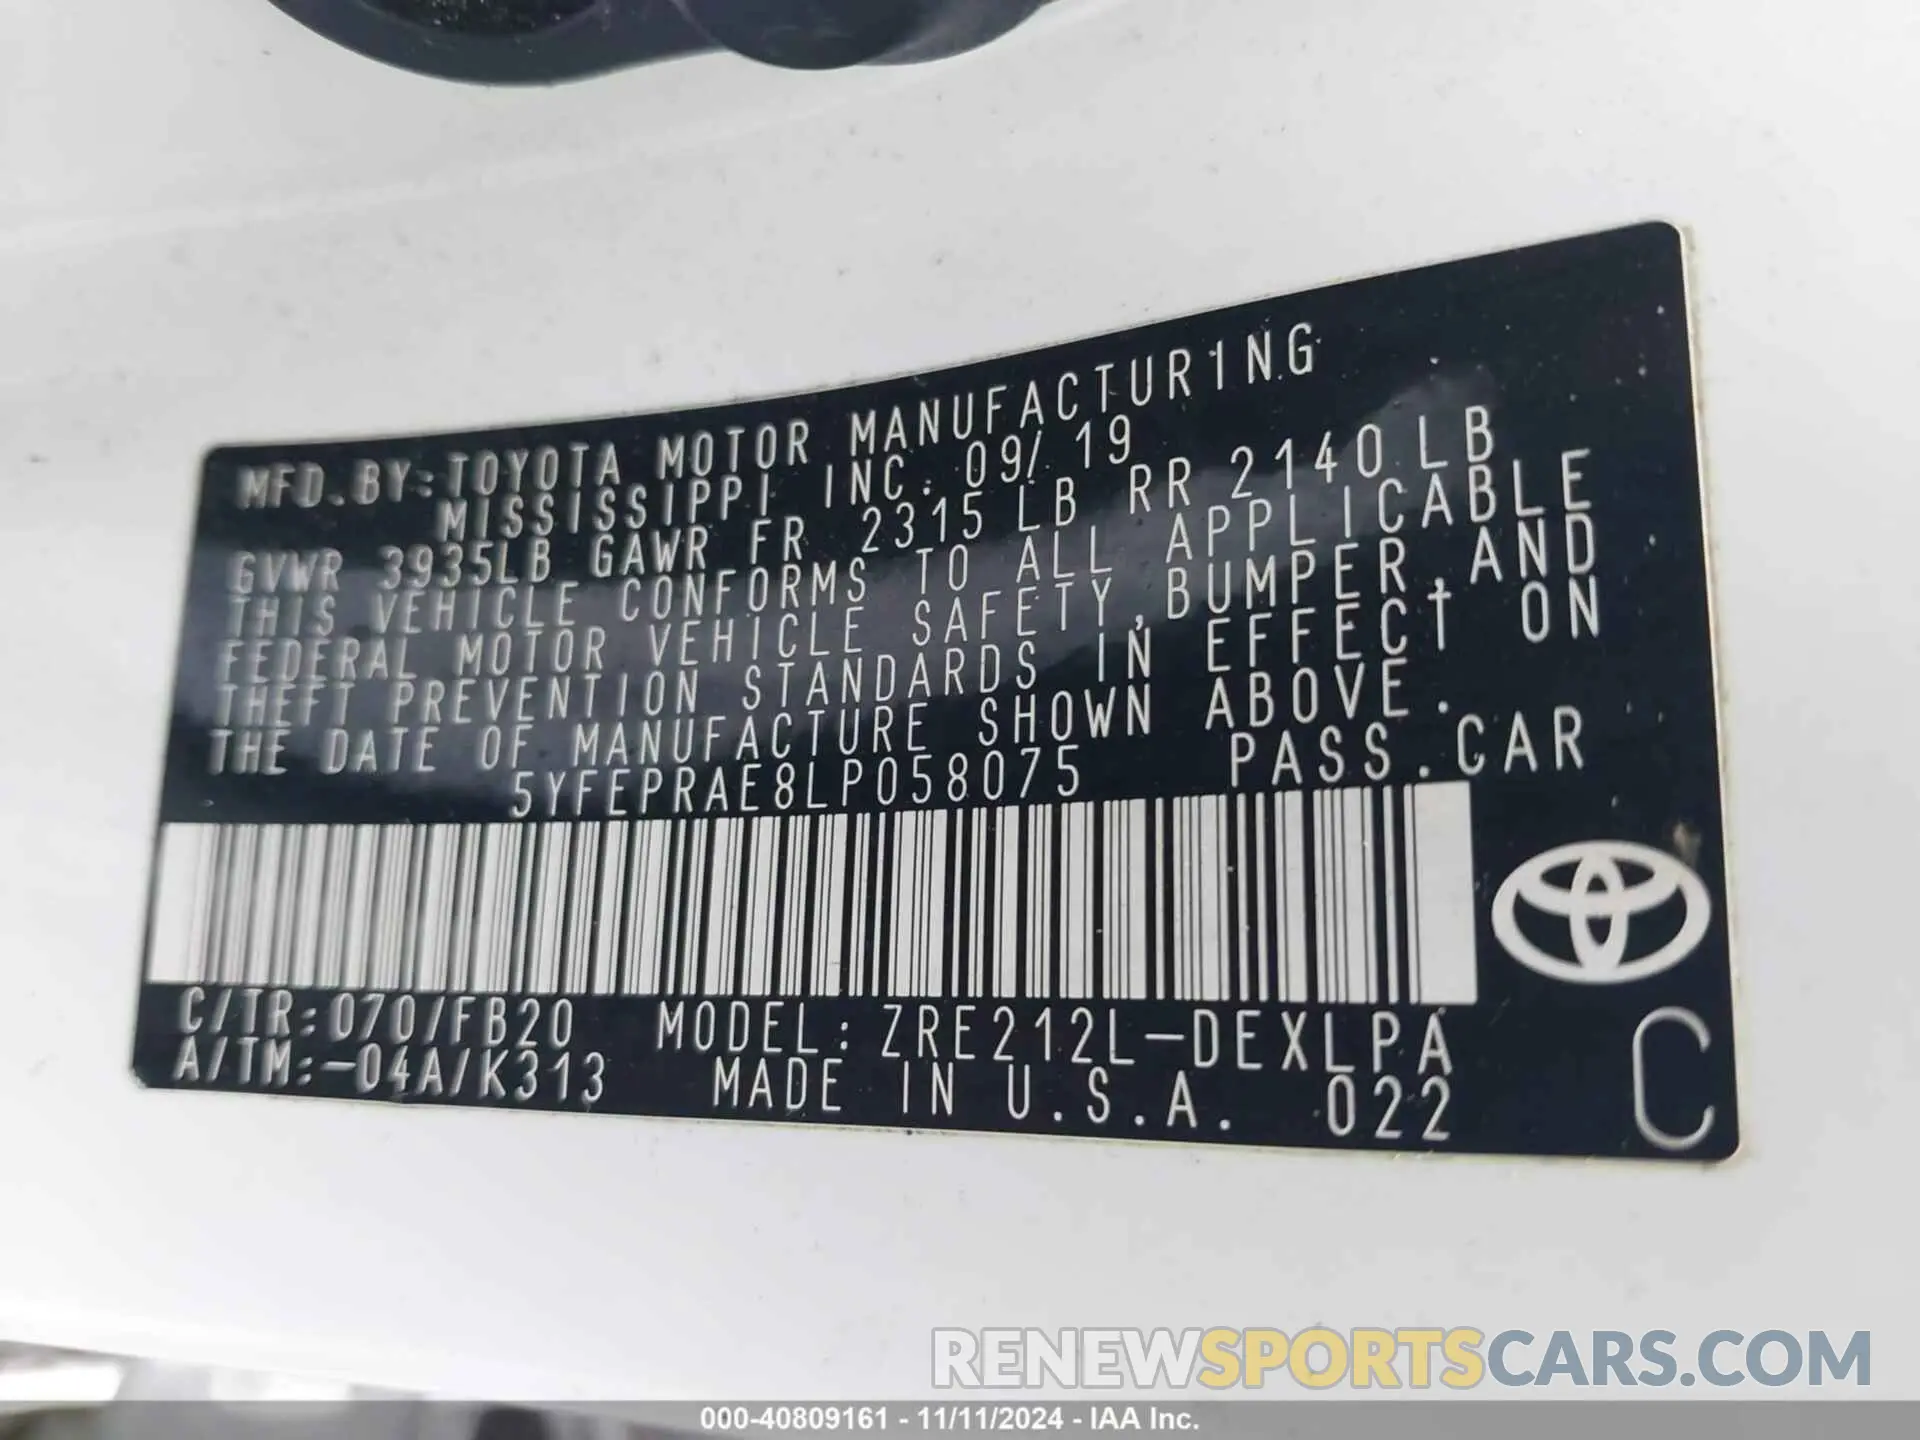 MFD.BY:TOYOTA MOTOR MANUFACTUR1NG
MISSISSIPPI INC. 09/19
GVWR 3935LB GAWR FR 2315LB RR 2140LB
THIS VEHICLE CONFORMS TO ALL APPLICABLE
FEDERAL MOTOR VEHICLE SAFETY,BUMPER,AND
THEFT PREVENTION STANDARDS IN EFFECT ON
THE DATE OF MANUFACTURE SHOWN ABOVE.
5YFEPRAE8LP058075 PASS.CAR
C/TR:070/FB20 MODEL:ZRE212L-DEXLPA
A/TM:-04A/K313 MADE IN U.S.A. 022
C
RENEWSPORTSCARS.COM
000-40809161 - 11/11/2024 - IAA Inc.